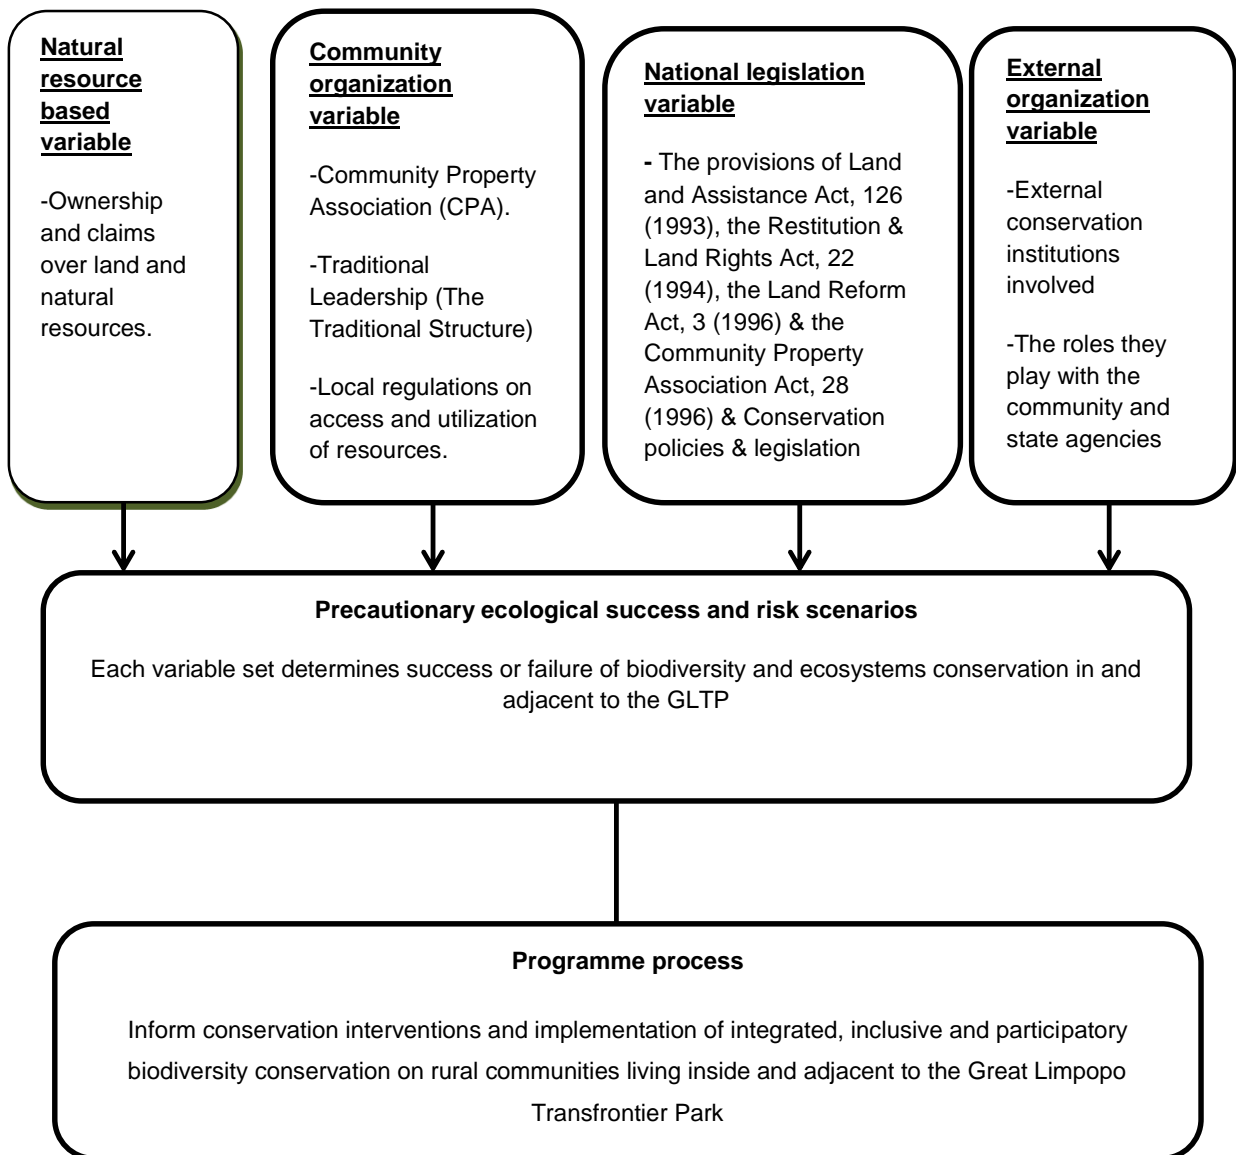 Natural
resource
based
variable
-Ownership
and claims
over land and
natural
resources.
Community
organization
variable
-Community Property
Association (CPA).
-Traditional
Leadership (The
Traditional Structure)
-Local regulations on
access and utilization
of resources.
National legislation
variable
- The provisions of Land
and Assistance Act, 126
(1993), the Restitution &
Land Rights Act, 22
(1994), the Land Reform
Act, 3 (1996) & the
Community Property
Association Act, 28
(1996) & Conservation
policies & legislation
External
organization
variable
-External
conservation
institutions
involved
-The roles they
play with the
community and
state agencies
Precautionary ecological success and risk scenarios
Each variable set determines success or failure of biodiversity and ecosystems conservation in and
adjacent to the GLTP
Programme process
Inform conservation interventions and implementation of integrated, inclusive and participatory
biodiversity conservation on rural communities living inside and adjacent to the Great Limpopo
Transfrontier Park